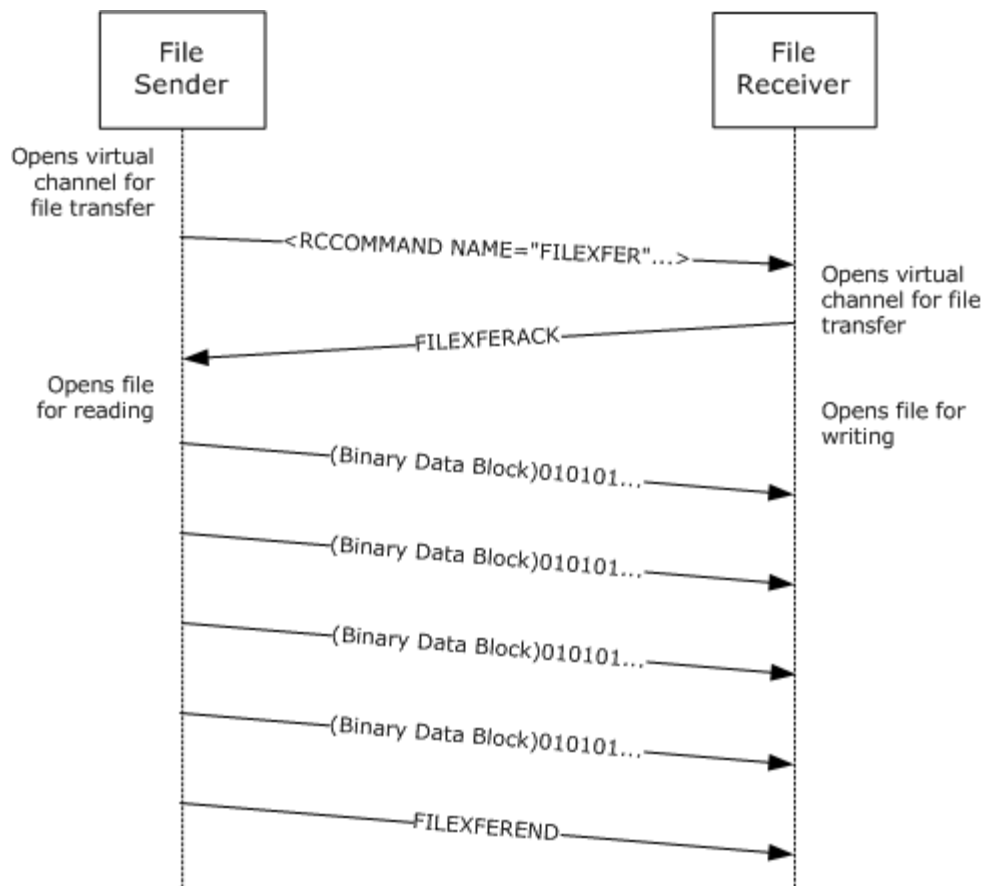 File
Sender
File
Receiver
Opens virtual
channel for
file transfer
<RCCOMMAND NAME="FILEXFER"...>
Opens virtual
channel for file
transfer
FILEXFERACK
Opens file
for reading
Opens file for
writing
(Binary Data Block)010101...
(Binary Data Block)010101...
(Binary Data Block)010101...
(Binary Data Block)010101...
FILEXFEREND